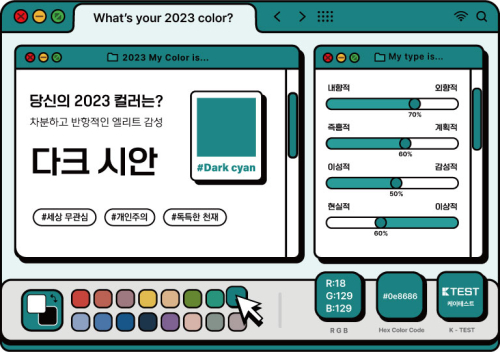 What's your 2023 color?
2023 My Color is...
당신의 2023 컬러는?
차분하고 반항적인 엘리트 감성
다크 시안
#Dark cyan
#세상 무관심 #개인주의 #독특한 천재
My type is...
내향적 외향적
70%
즉흥적 계획적
60%
이성적 감성적
50%
현실적 이상적
60%
R:18
G:129
B:129
R G B
#0e8686
Hex Color Code
KTEST
케이테스트
K - TEST